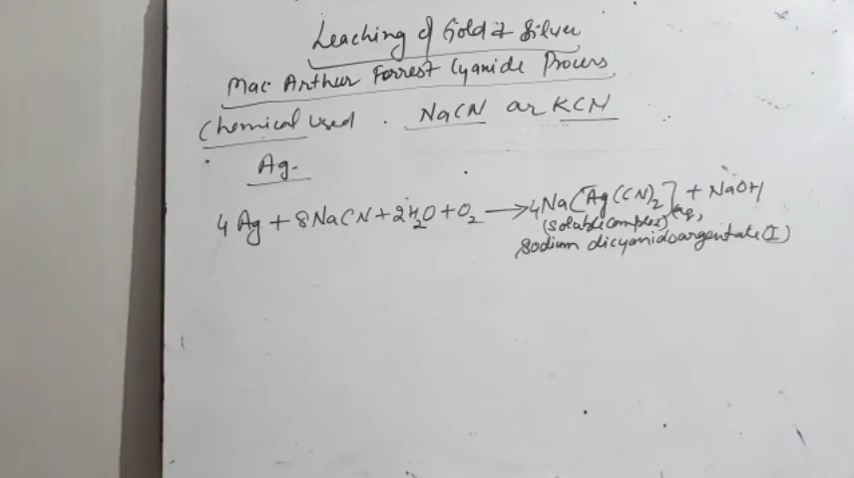 Leaching of Gold & Silver
Mac Arthur Forrest Cyanide Process
Chemical used . NaCN or KCN
Ag.
4Ag + 8NaCN + 2H₂O + O₂ → 4Na[Ag(CN)₂](aq) + NaOH
(soluble complex)
Sodium dicyanidoargentate(I)